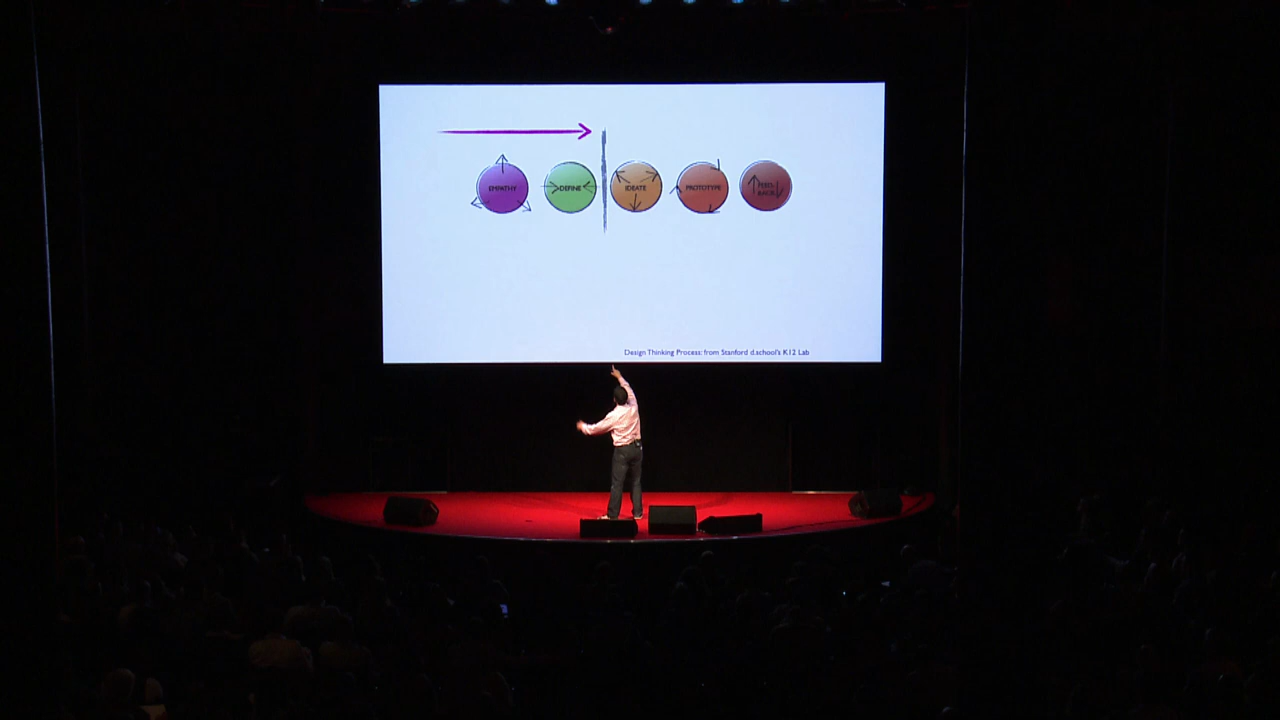 EMPATHY
DEFINE
IDEATE
PROTOTYPE
FEED-
BACK
Design Thinking Process: from Stanford d.school's K12 Lab